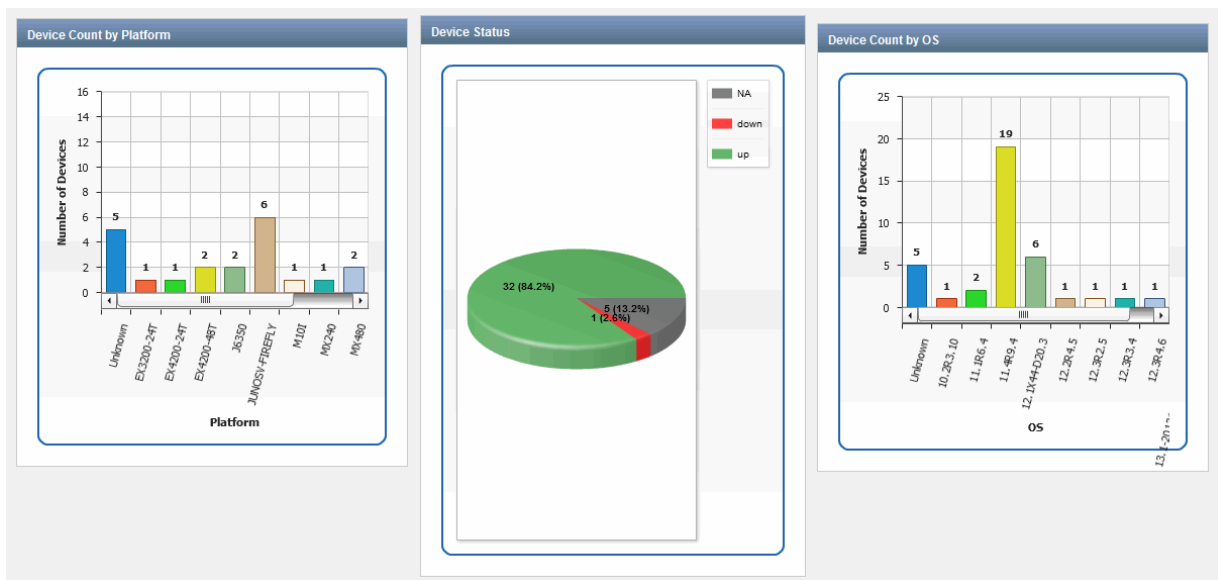 Device Count by Platform
Number of Devices
16
14
12
10
8
6
4
2
0
5
1
1
2
2
6
1
1
2
Unknown
EX3200-24T
EX4200-24T
EX4200-48T
J6350
JUNOSV-FIREFLY
M10I
MX240
MX480
Platform
Device Status
NA
down
up
32 (84.2%)
5 (13.2%)
1 (2.6%)
Device Count by OS
Number of Devices
25
20
15
10
5
0
5
1
2
19
6
1
1
1
1
Unknown
10.2R3.10
11.1R6.4
11.4R9.4
12.1X44-D20.3
12.2R4.5
12.3R2.5
12.3R3.4
12.3R4.6
OS